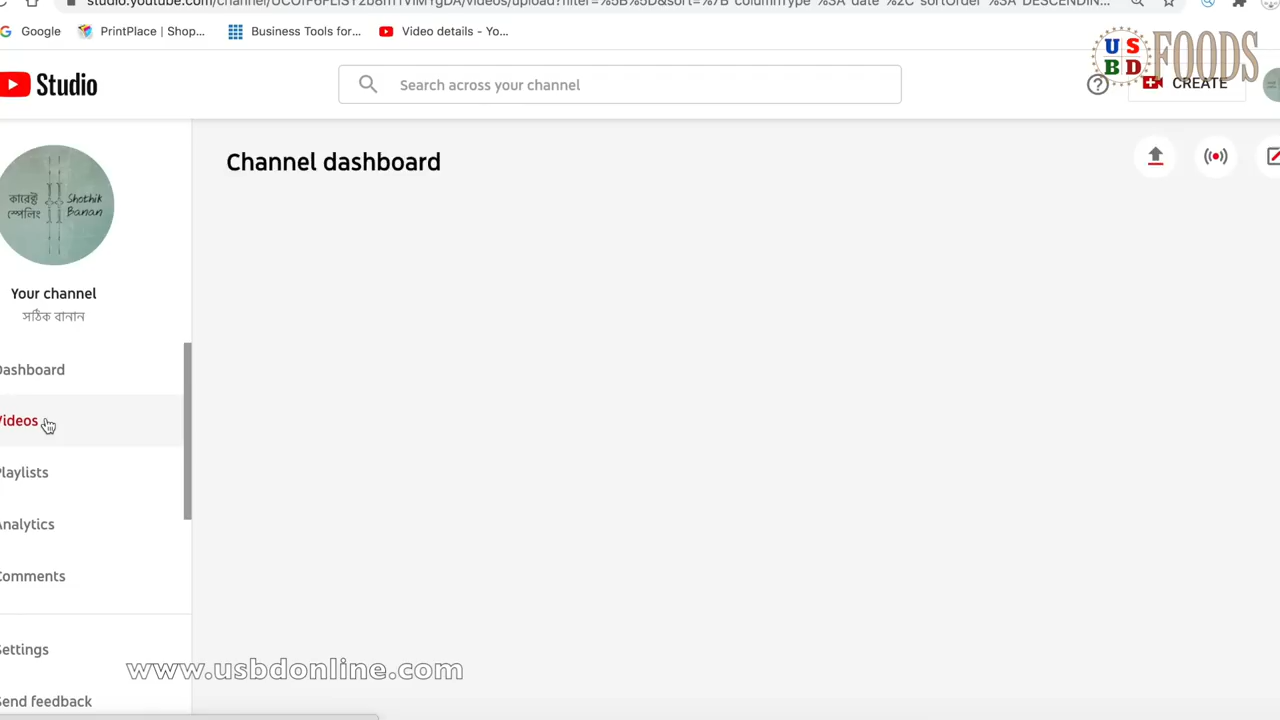 Google
PrintPlace | Shop...
Business Tools for...
Video details - Yo...
U S
B D
FOODS
Studio
Search across your channel
CREATE
Channel dashboard
কারেক্ট
স্পেলিং
Shothik
Banan
Your channel
সঠিক বানান
Dashboard
Videos
Playlists
Analytics
Comments
Settings
Send feedback
www.usbdonline.com